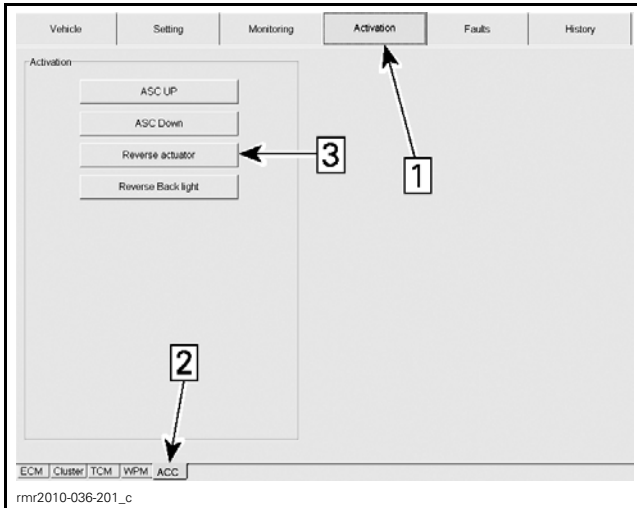 Vehicle Setting Monitoring Activation Faults History
Activation
ASC UP
ASC Down
Reverse actuator
3
1
Reverse Back light
2
ECM Cluster TCM WPM ACC
rmr2010-036-201_c